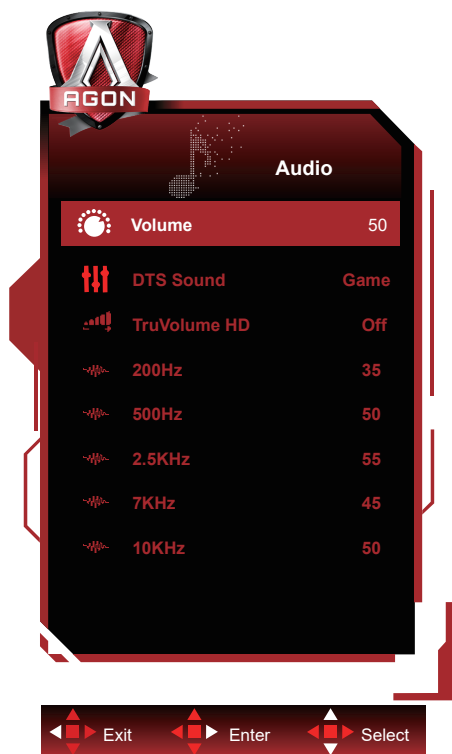 AGON
Audio
Volume 50
DTS Sound Game
TruVolume HD Off
200Hz 35
500Hz 50
2.5KHz 55
7KHz 45
10KHz 50
Exit Enter Select